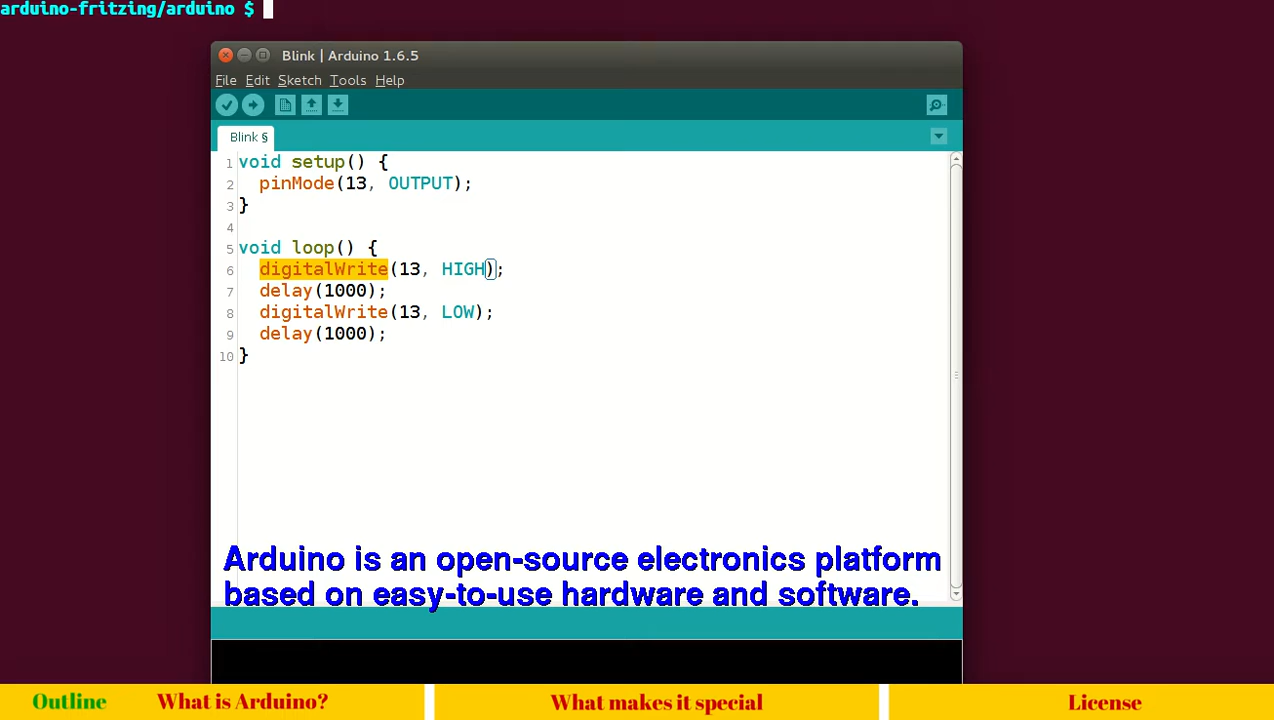 arduino-fritzing/arduino $
Blink | Arduino 1.6.5
File Edit Sketch Tools Help
Blink §
1 void setup() {
2   pinMode(13, OUTPUT);
3 }
4
5 void loop() {
6   digitalWrite(13, HIGH);
7   delay(1000);
8   digitalWrite(13, LOW);
9   delay(1000);
10 }
Arduino is an open-source electronics platform
based on easy-to-use hardware and software.
Outline What is Arduino? What makes it special License